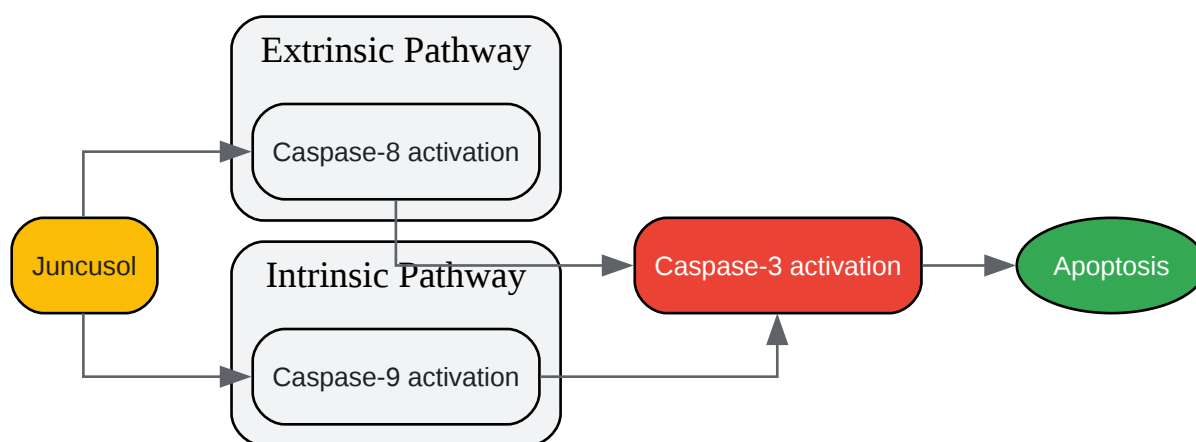 Extrinsic Pathway
Caspase-8 activation
Juncusol
Intrinsic Pathway
Caspase-3 activation
Apoptosis
Caspase-9 activation